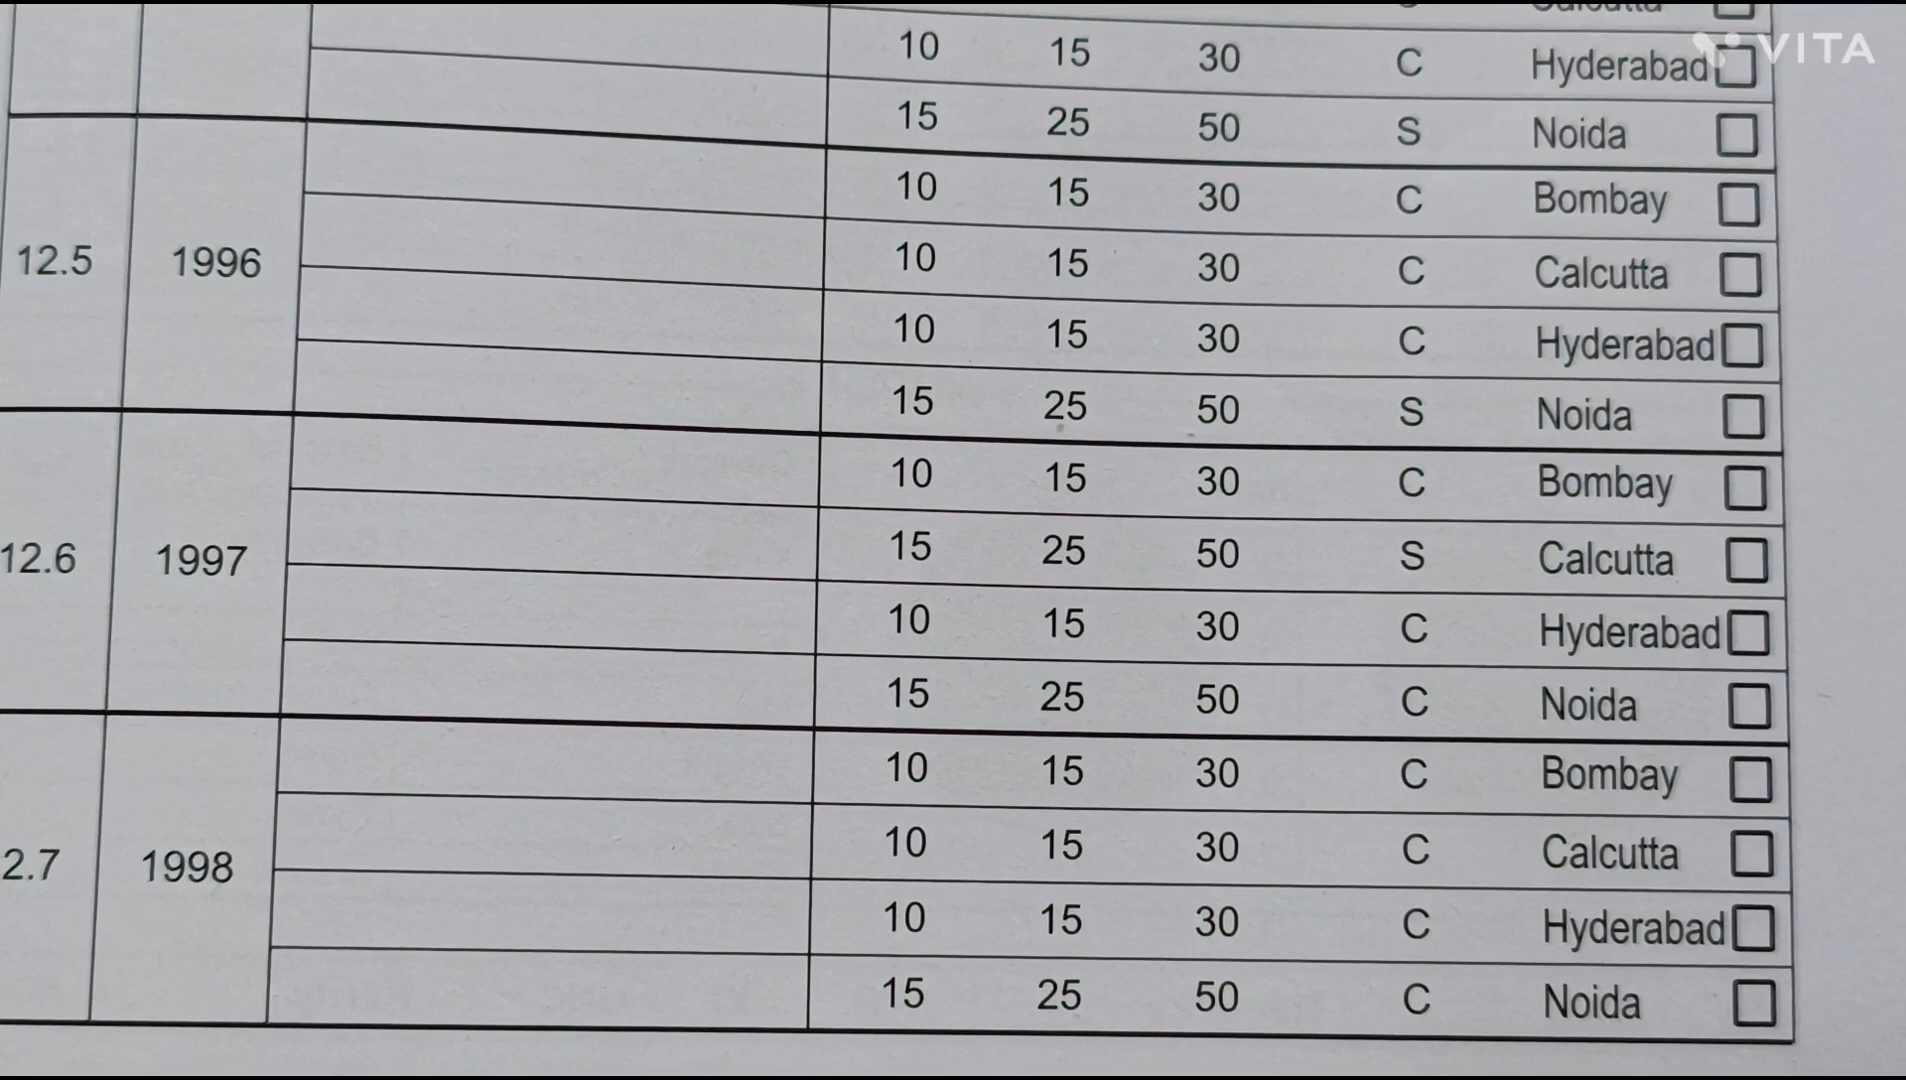 Calcutta
10 15 30 C Hyderabad
VITA
15 25 50 S Noida
12.5 1996
10 15 30 C Bombay
10 15 30 C Calcutta
10 15 30 C Hyderabad
15 25 50 S Noida
12.6 1997
10 15 30 C Bombay
15 25 50 S Calcutta
10 15 30 C Hyderabad
15 25 50 C Noida
2.7 1998
10 15 30 C Bombay
10 15 30 C Calcutta
10 15 30 C Hyderabad
15 25 50 C Noida